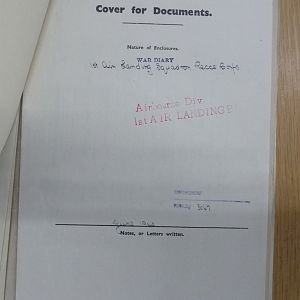 Cover for Documents.
Nature of Enclosures.
WAR DIARY
1st Air Landing Squadron Recce Corps
Airborne Div
1st AIR LANDING B
Notes, or Letters written.